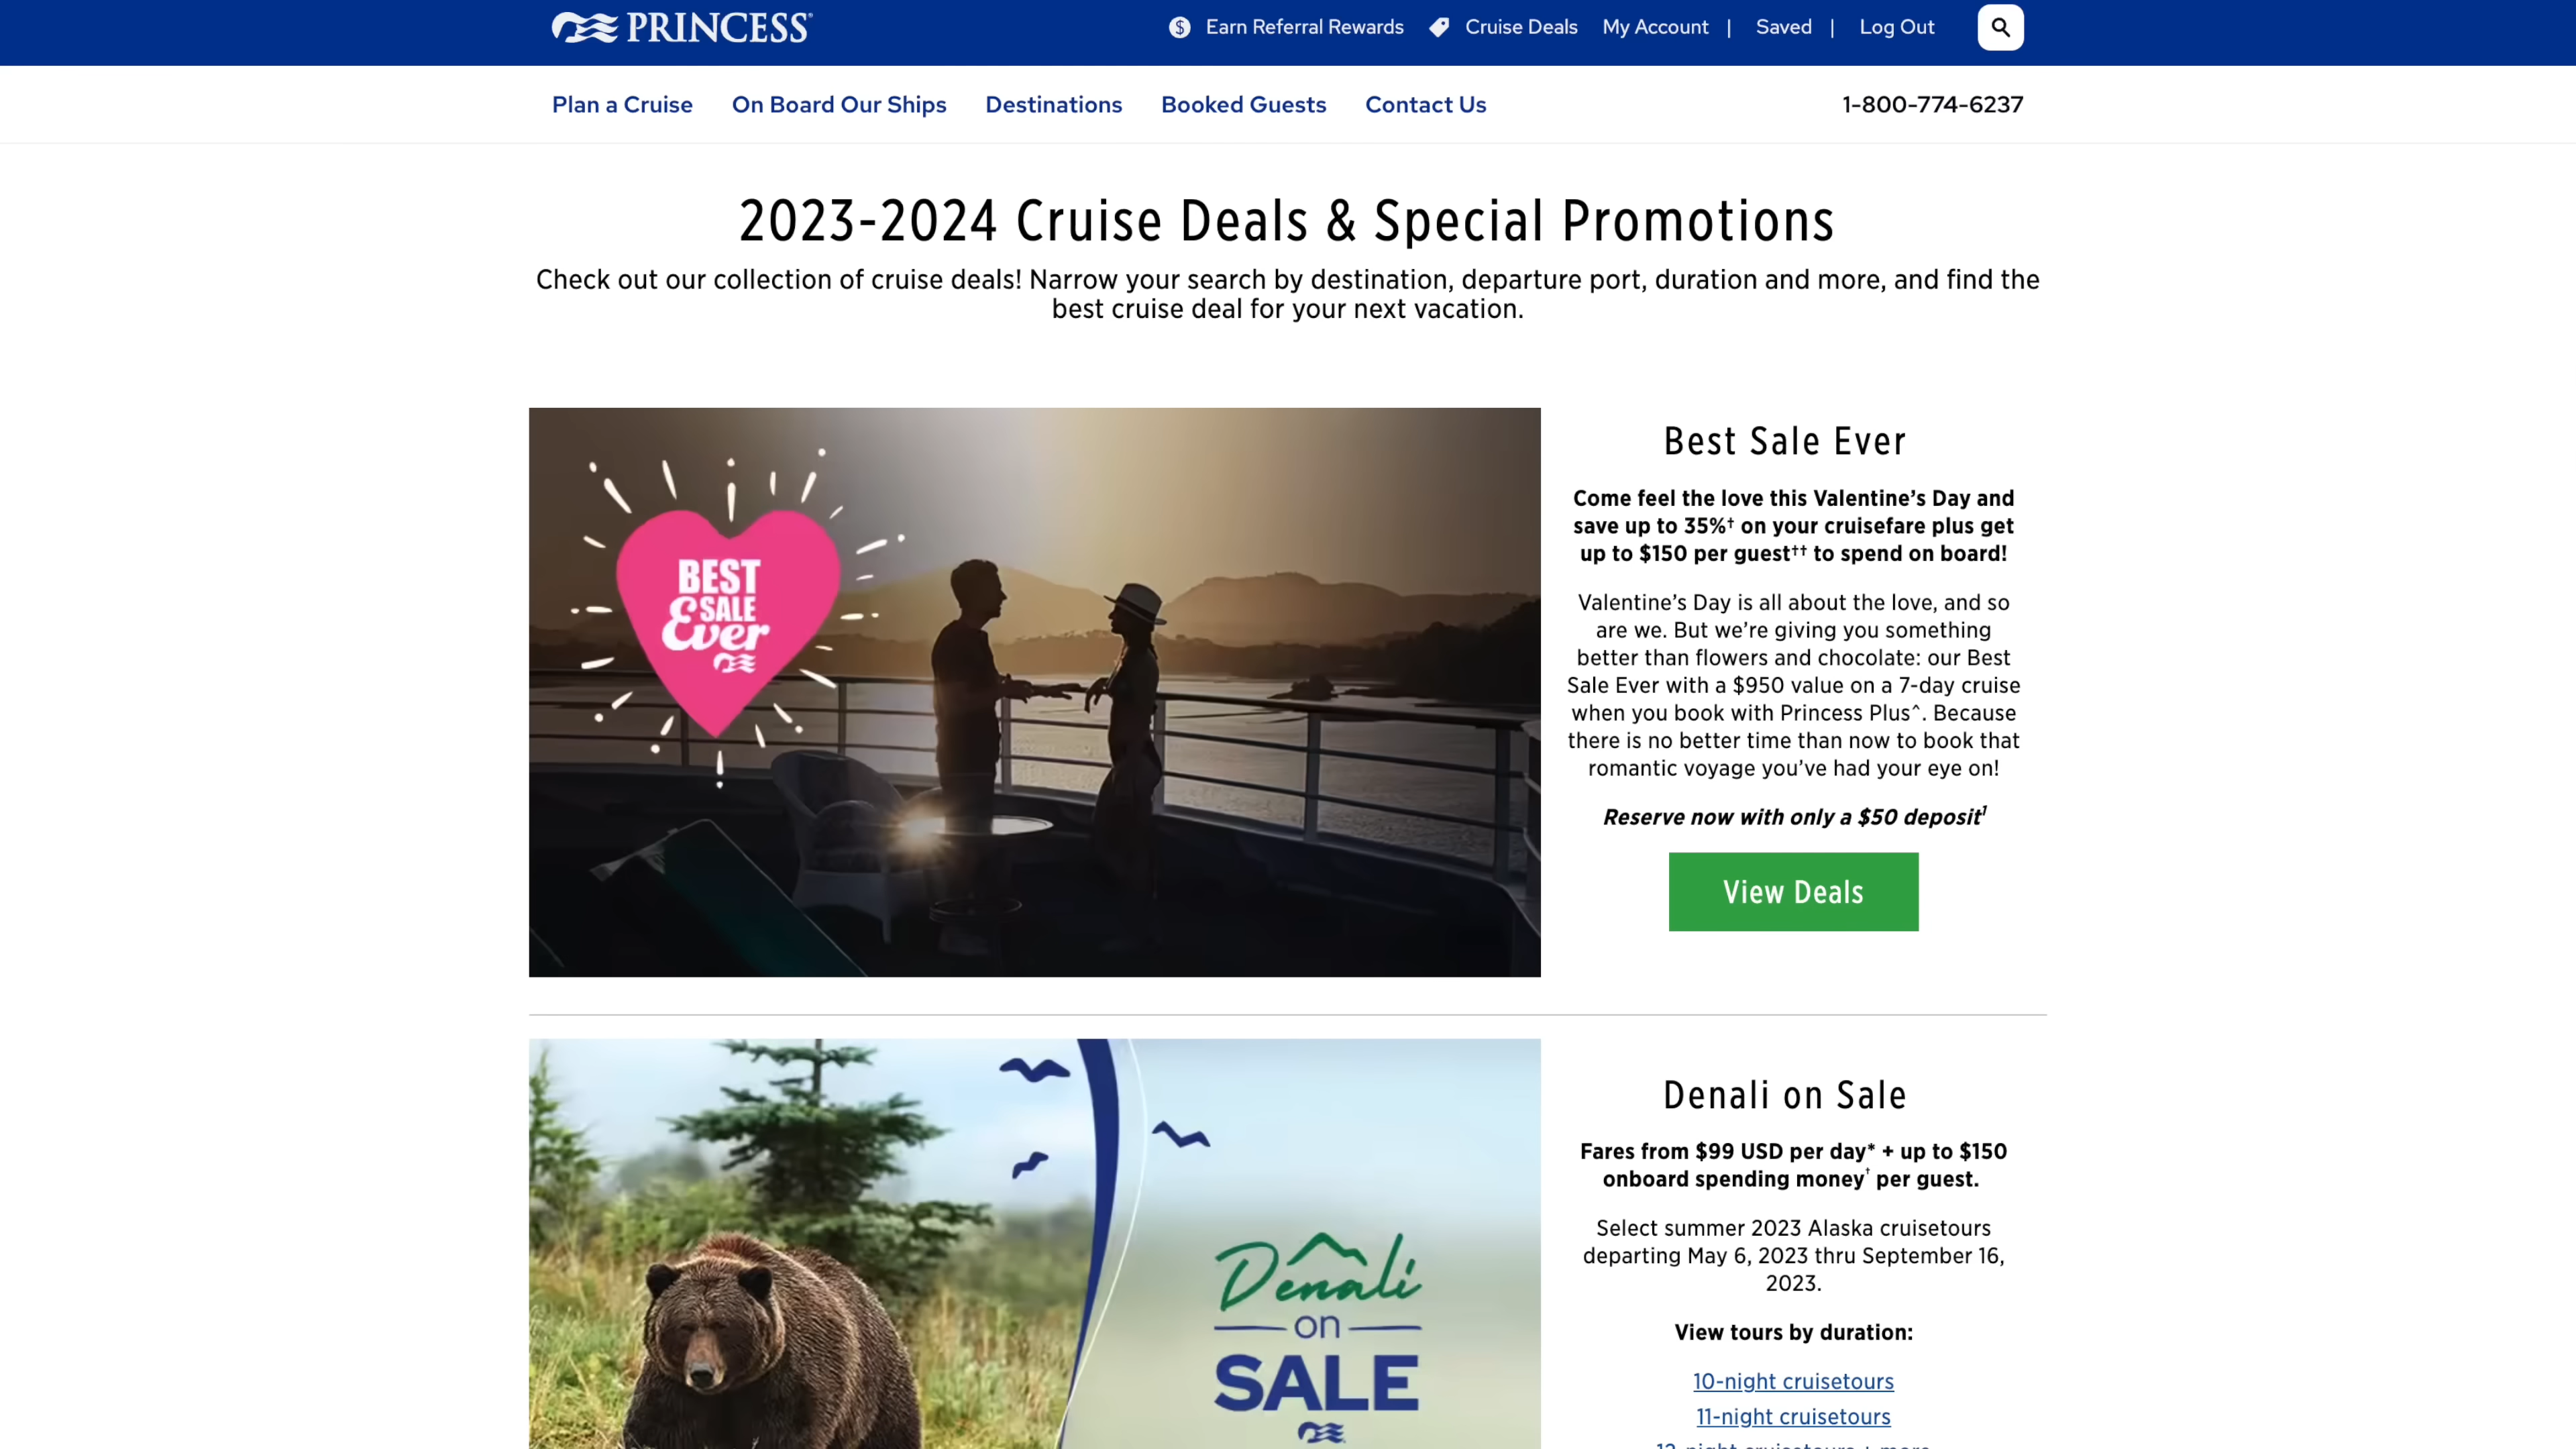 PRINCESS
Earn Referral Rewards
Cruise Deals
My Account |
Saved |
Log Out
Plan a Cruise
On Board Our Ships
Destinations
Booked Guests
Contact Us
1-800-774-6237
2023-2024 Cruise Deals & Special Promotions
Check out our collection of cruise deals! Narrow your search by destination, departure port, duration and more, and find the
best cruise deal for your next vacation.
BEST
SALE
Ever
Best Sale Ever
Come feel the love this Valentine’s Day and
save up to 35%† on your cruisefare plus get
up to $150 per guest†† to spend on board!
Valentine’s Day is all about the love, and so
are we. But we’re giving you something
better than flowers and chocolate: our Best
Sale Ever with a $950 value on a 7-day cruise
when you book with Princess Plus^. Because
there is no better time than now to book that
romantic voyage you’ve had your eye on!
Reserve now with only a $50 deposit¹
View Deals
Denali
on
SALE
Denali on Sale
Fares from $99 USD per day* + up to $150
onboard spending money† per guest.
Select summer 2023 Alaska cruisetours
departing May 6, 2023 thru September 16,
2023.
View tours by duration:
10-night cruisetours
11-night cruisetours
12-night cruisetours + more